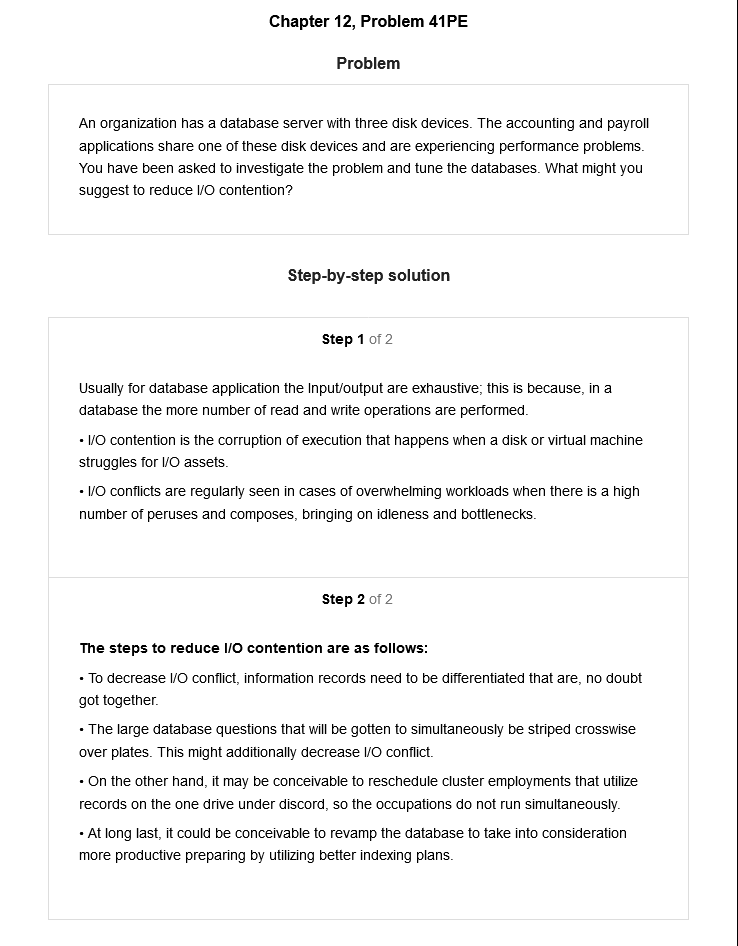 Chapter 12, Problem 41PE
Problem
An organization has a database server with three disk devices. The accounting and payroll
applications share one of these disk devices and are experiencing performance problems.
You have been asked to investigate the problem and tune the databases. What might you
suggest to reduce I/O contention?
Step-by-step solution
Step 1 of 2
Usually for database application the Input/output are exhaustive; this is because, in a
database the more number of read and write operations are performed.
• I/O contention is the corruption of execution that happens when a disk or virtual machine
struggles for I/O assets.
• I/O conflicts are regularly seen in cases of overwhelming workloads when there is a high
number of peruses and composes, bringing on idleness and bottlenecks.
Step 2 of 2
The steps to reduce I/O contention are as follows:
• To decrease I/O conflict, information records need to be differentiated that are, no doubt
got together.
• The large database questions that will be gotten to simultaneously be striped crosswise
over plates. This might additionally decrease I/O conflict.
• On the other hand, it may be conceivable to reschedule cluster employments that utilize
records on the one drive under discord, so the occupations do not run simultaneously.
• At long last, it could be conceivable to revamp the database to take into consideration
more productive preparing by utilizing better indexing plans.